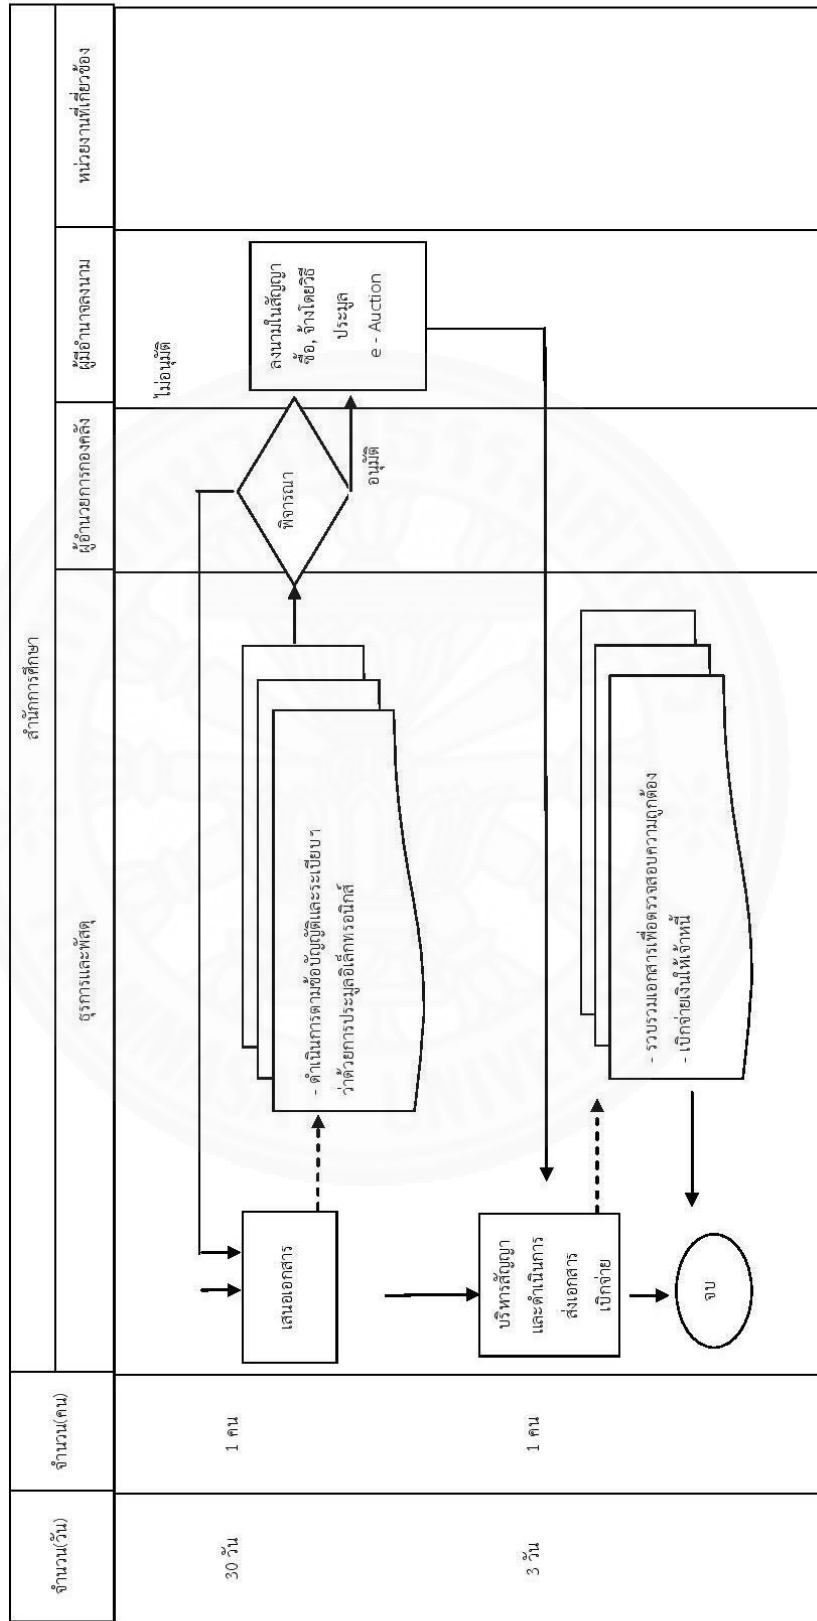 สำนักการศึกษา
จำนวน(วัน)
จำนวน(คน)
ธุรการและพัสดุ
ผู้อำนวยการกองคลัง
ผู้มีอำนาจลงนาม
หน่วยงานที่เกี่ยวข้อง
ไม่อนุมัติ
30 วัน
1 คน
เสนอเอกสาร
- ดำเนินการตามข้อบัญญัติและระเบียบฯ
ว่าด้วยการประมูลอิเล็กทรอนิกส์
พิจารณา
อนุมัติ
ลงนามในสัญญา
ซื้อ, จ้างโดยวิธี
ประมูล
e - Auction
3 วัน
1 คน
บริหารสัญญา
และดำเนินการ
ส่งเอกสาร
เบิกจ่าย
- รวบรวมเอกสารเพื่อตรวจสอบความถูกต้อง
- เบิกจ่ายเงินให้เจ้าหนี้
จบ